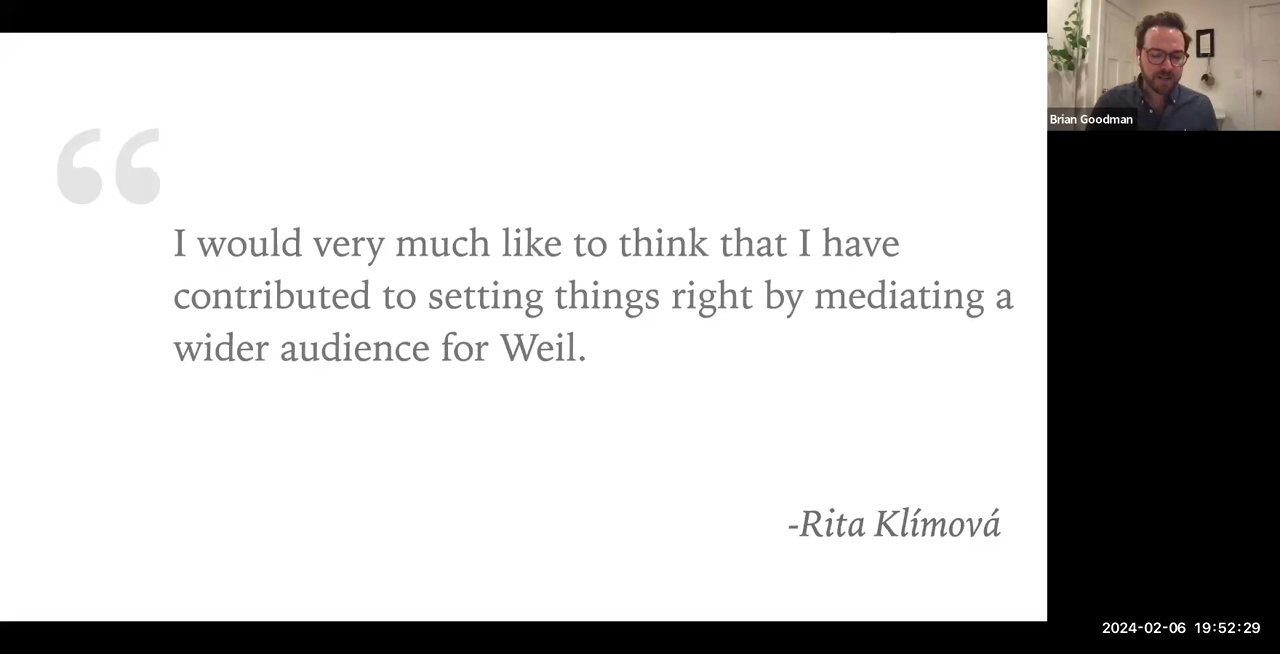 “
I would very much like to think that I have
contributed to setting things right by mediating a
wider audience for Weil.
-Rita Klímová
Brian Goodman
2024-02-06 19:52:29